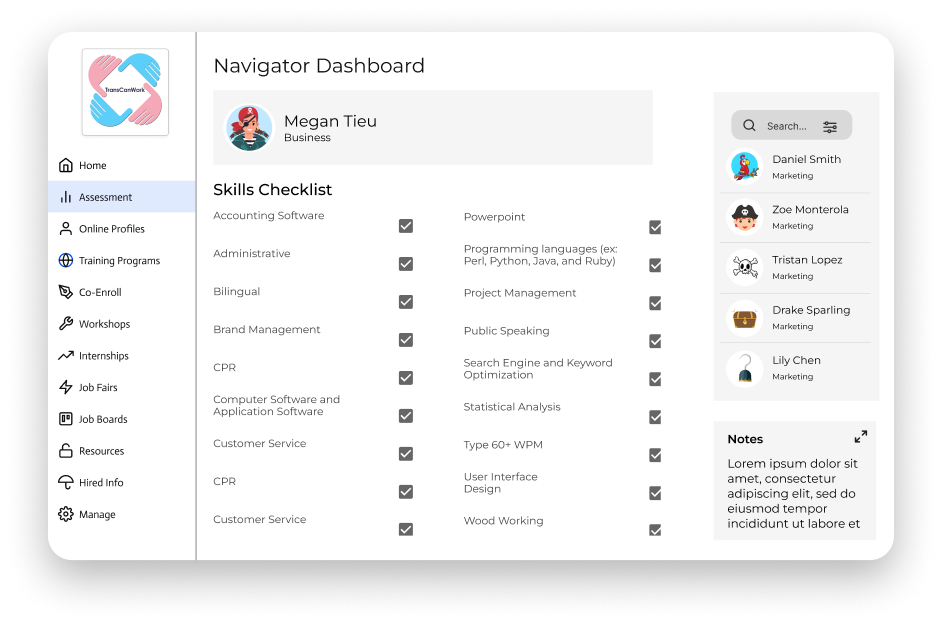 TransCanWork
Home
Assessment
Online Profiles
Training Programs
Co-Enroll
Workshops
Internships
Job Fairs
Job Boards
Resources
Hired Info
Manage
Navigator Dashboard
Megan Tieu
Business
Skills Checklist
Accounting Software
Administrative
Bilingual
Brand Management
CPR
Computer Software and
Application Software
Customer Service
CPR
Customer Service
Powerpoint
Programming languages (ex:
Perl, Python, Java, and Ruby)
Project Management
Public Speaking
Search Engine and Keyword
Optimization
Statistical Analysis
Type 60+ WPM
User Interface
Design
Wood Working
Search...
Daniel Smith
Marketing
Zoe Monterola
Marketing
Tristan Lopez
Marketing
Drake Sparling
Marketing
Lily Chen
Marketing
Notes
Lorem ipsum dolor sit
amet, consectetur
adipiscing elit, sed do
eiusmod tempor
incididunt ut labore et